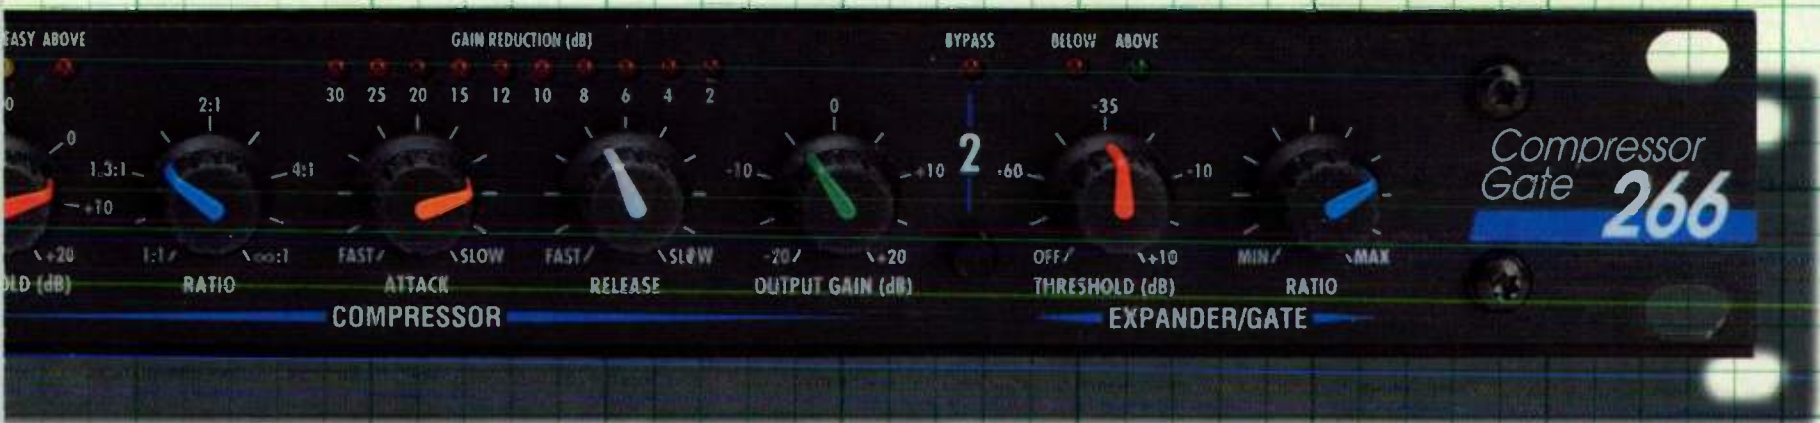 EASY ABOVE GAIN REDUCTION (dB) BYPASS BELOW ABOVE
30 25 20 15 12 10 8 6 4 2
0 2:1 0 -35
0 1.3:1 4:1 -10 +10 2 -60 -10
+10
+20 1:1 ∞:1 FAST SLOW FAST SLOW -20 +20 OFF +10 MIN MAX
OLD (dB) RATIO ATTACK RELEASE OUTPUT GAIN (dB) THRESHOLD (dB) RATIO
COMPRESSOR EXPANDER/GATE
Compressor
Gate 266